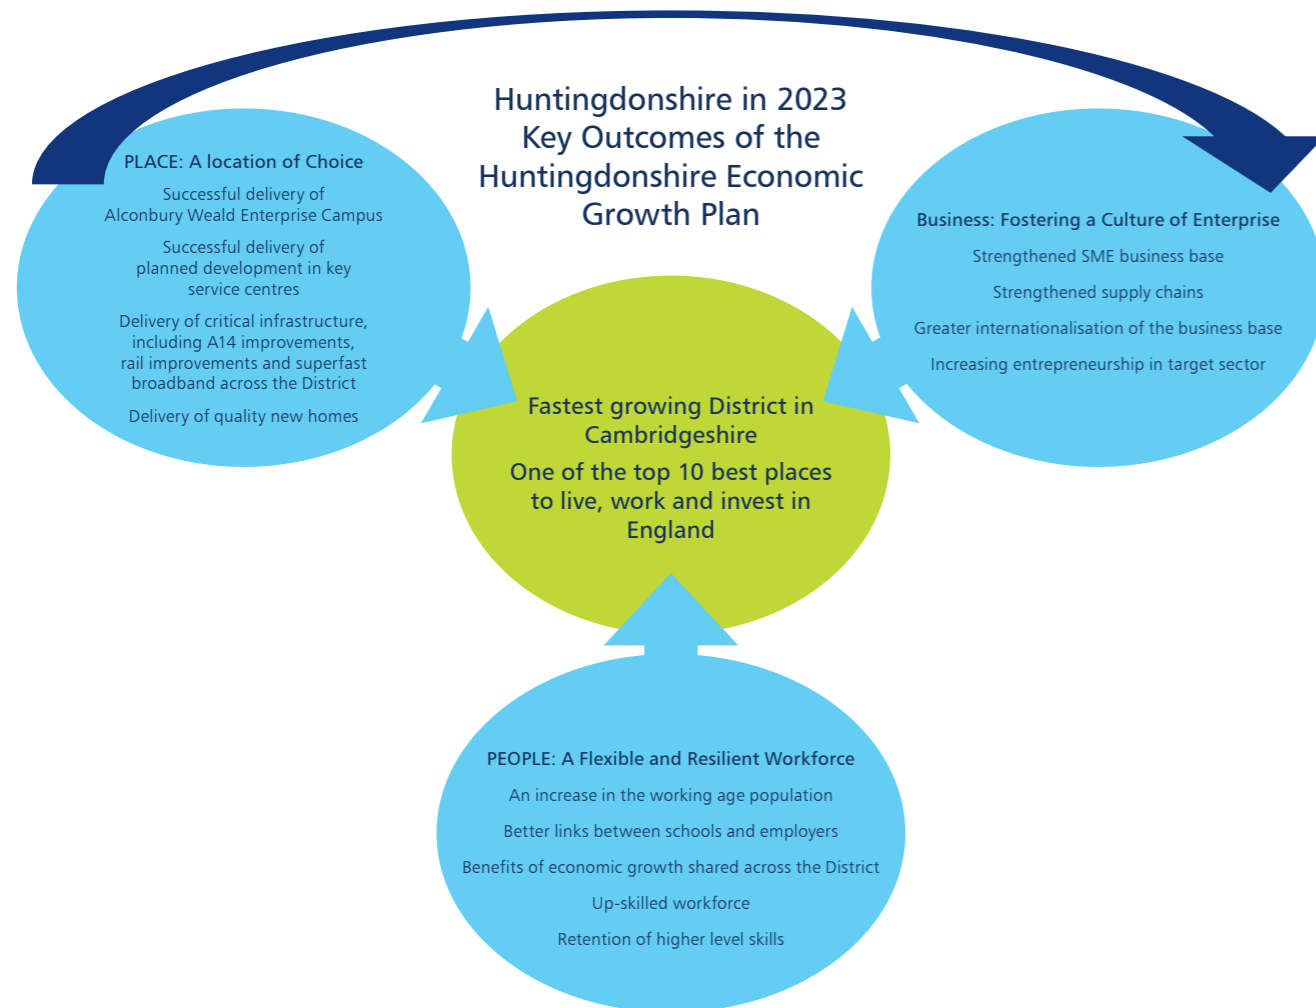 Huntingdonshire in 2023
Key Outcomes of the
Huntingdonshire Economic
Growth Plan
PLACE: A location of Choice
Successful delivery of
Alconbury Weald Enterprise Campus
Successful delivery of
planned development in key
service centres
Delivery of critical infrastructure,
including A14 improvements,
rail improvements and superfast
broadband across the District
Delivery of quality new homes
Business: Fostering a Culture of Enterprise
Strengthened SME business base
Strengthened supply chains
Greater internationalisation of the business base
Increasing entrepreneurship in target sector
Fastest growing District in
Cambridgeshire
One of the top 10 best places
to live, work and invest in
England
PEOPLE: A Flexible and Resilient Workforce
An increase in the working age population
Better links between schools and employers
Benefits of economic growth shared across the District
Up-skilled workforce
Retention of higher level skills